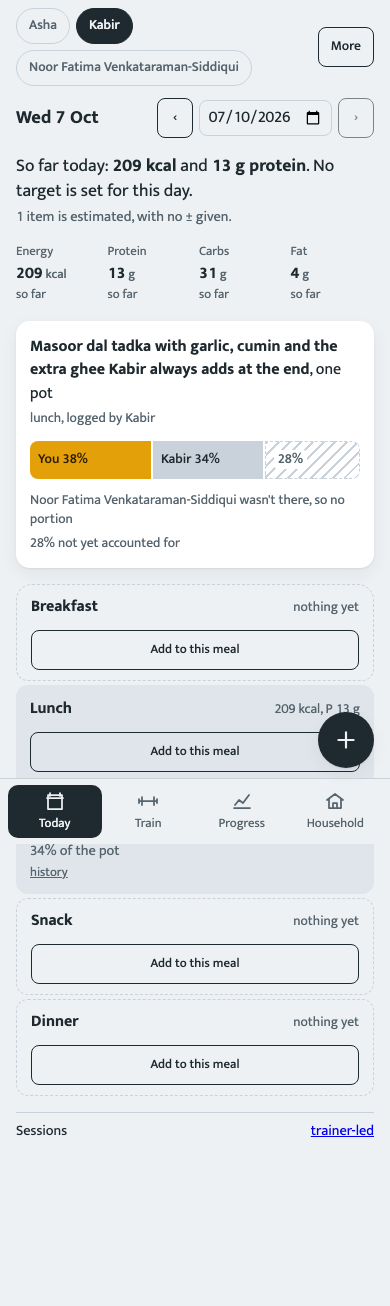 Asha
Kabir
Noor Fatima Venkataraman-Siddiqui
More
Wed 7 Oct
‹
07/10/2026
›
So far today: 209 kcal and 13 g protein. No
target is set for this day.
1 item is estimated, with no ± given.
Energy
Protein
Carbs
Fat
209 kcal
13 g
31 g
4 g
so far
so far
so far
so far
Masoor dal tadka with garlic, cumin and the
extra ghee Kabir always adds at the end, one
pot
lunch, logged by Kabir
You 38%
Kabir 34%
28%
Noor Fatima Venkataraman-Siddiqui wasn't there, so no
portion
28% not yet accounted for
Breakfast
nothing yet
Add to this meal
Lunch
209 kcal, P 13 g
Add to this meal
Today
Train
Progress
Household
34% of the pot
history
Snack
nothing yet
Add to this meal
Dinner
nothing yet
Add to this meal
Sessions
trainer-led